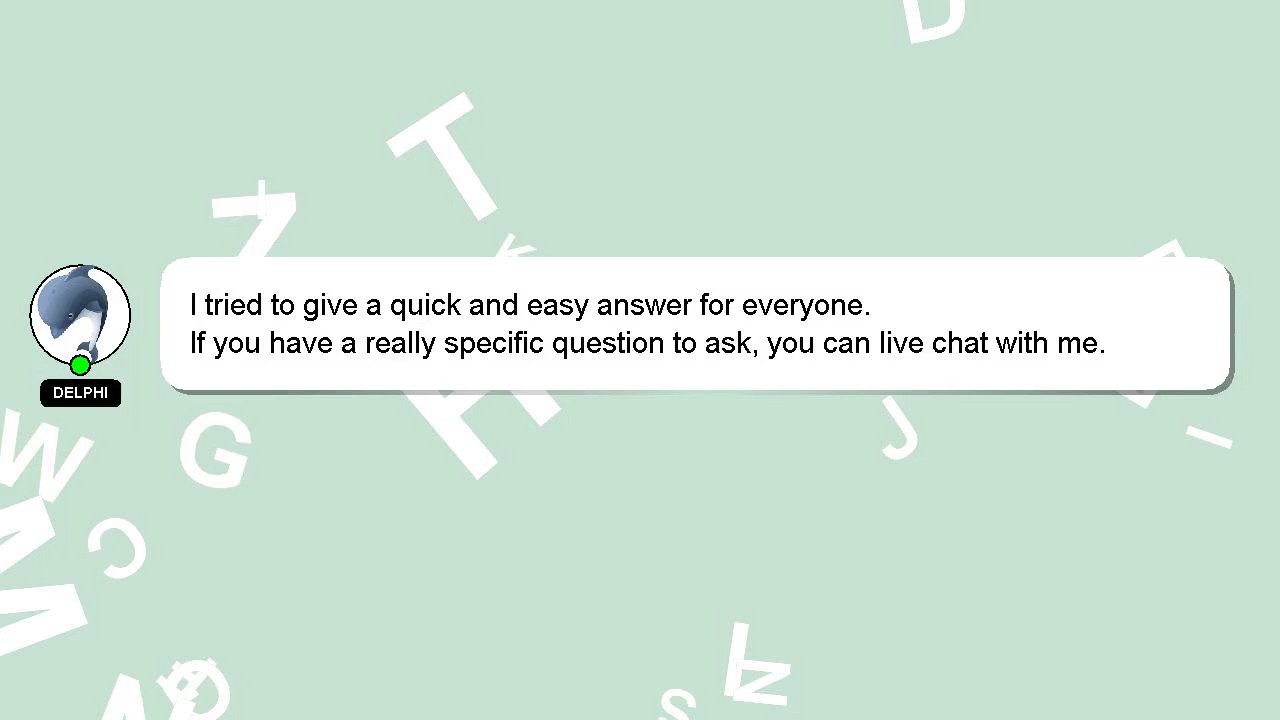 I tried to give a quick and easy answer for everyone.
If you have a really specific question to ask, you can live chat with me.
DELPHI